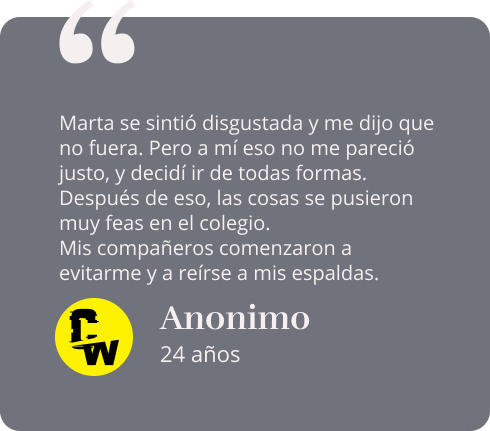 “
Marta se sintió disgustada y me dijo que
no fuera. Pero a mí eso no me pareció
justo, y decidí ir de todas formas.
Después de eso, las cosas se pusieron
muy feas en el colegio.
Mis compañeros comenzaron a
evitarme y a reírse a mis espaldas.
Anonimo
24 años
CW